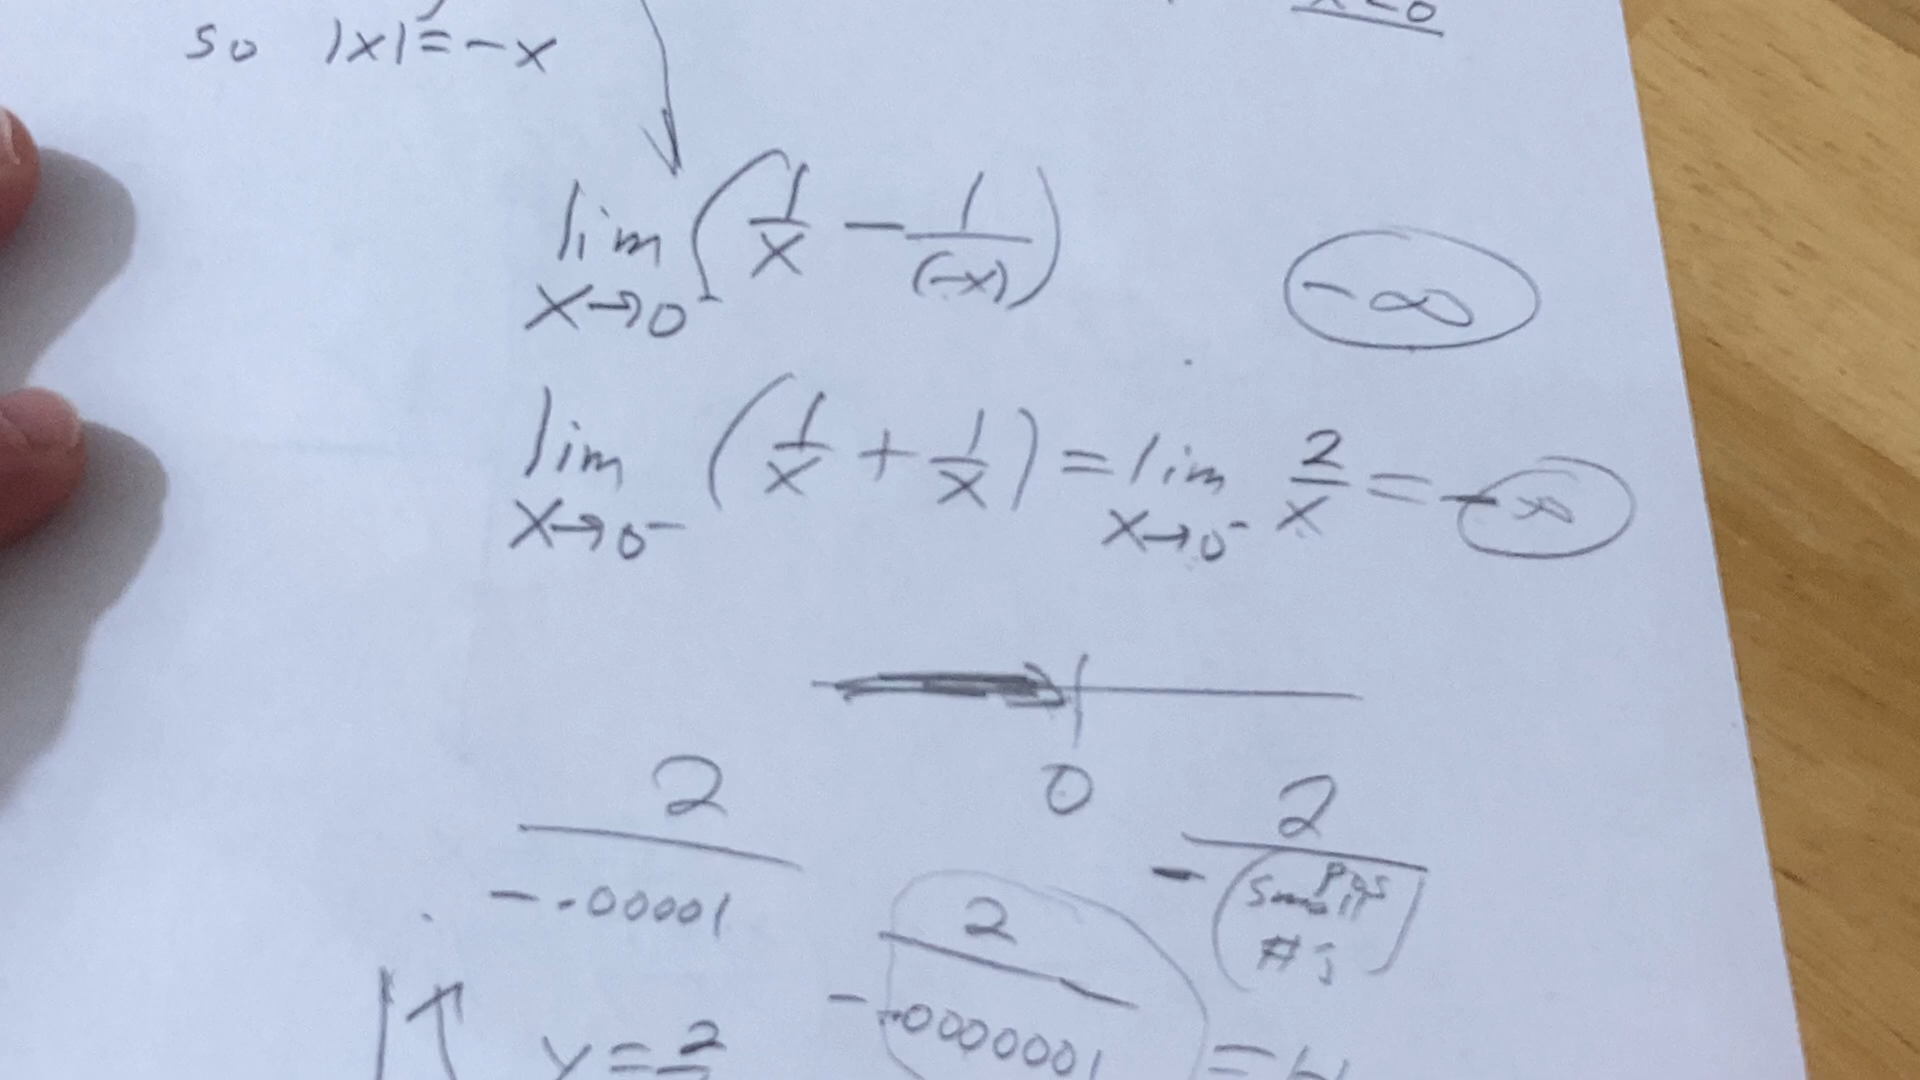 x<0
so |x|=-x
lim x→0⁻ (1/x - 1/(-x))
-∞
lim x→0⁻ (1/x + 1/x) = lim x→0⁻ 2/x = -∞
0
2/-.00001
2/-(small pos #s)
2/-.0000001 =
y=2